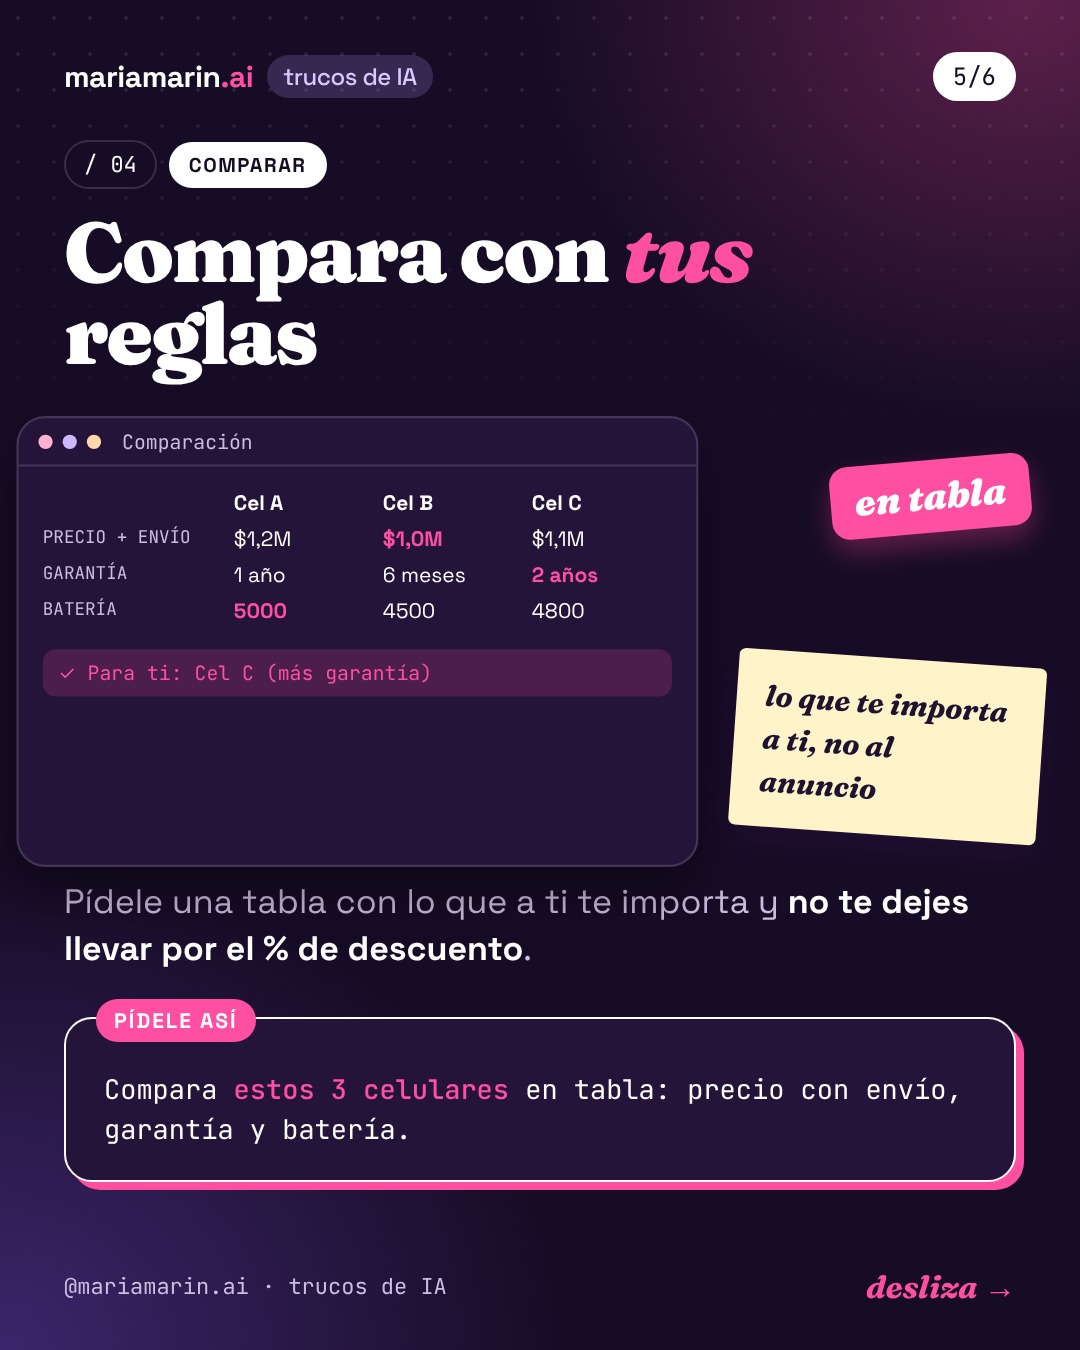 mariamarin.ai trucos de IA 5/6
/ 04 COMPARAR
Compara con tus
reglas
Comparación
Cel A Cel B Cel C
PRECIO + ENVÍO $1,2M $1,0M $1,1M
GARANTÍA 1 año 6 meses 2 años
BATERÍA 5000 4500 4800
✓ Para ti: Cel C (más garantía)
en tabla
lo que te importa
a ti, no al
anuncio
Pídele una tabla con lo que a ti te importa y no te dejes
llevar por el % de descuento.
PÍDELE ASÍ
Compara estos 3 celulares en tabla: precio con envío,
garantía y batería.
@mariamarin.ai · trucos de IA
desliza →